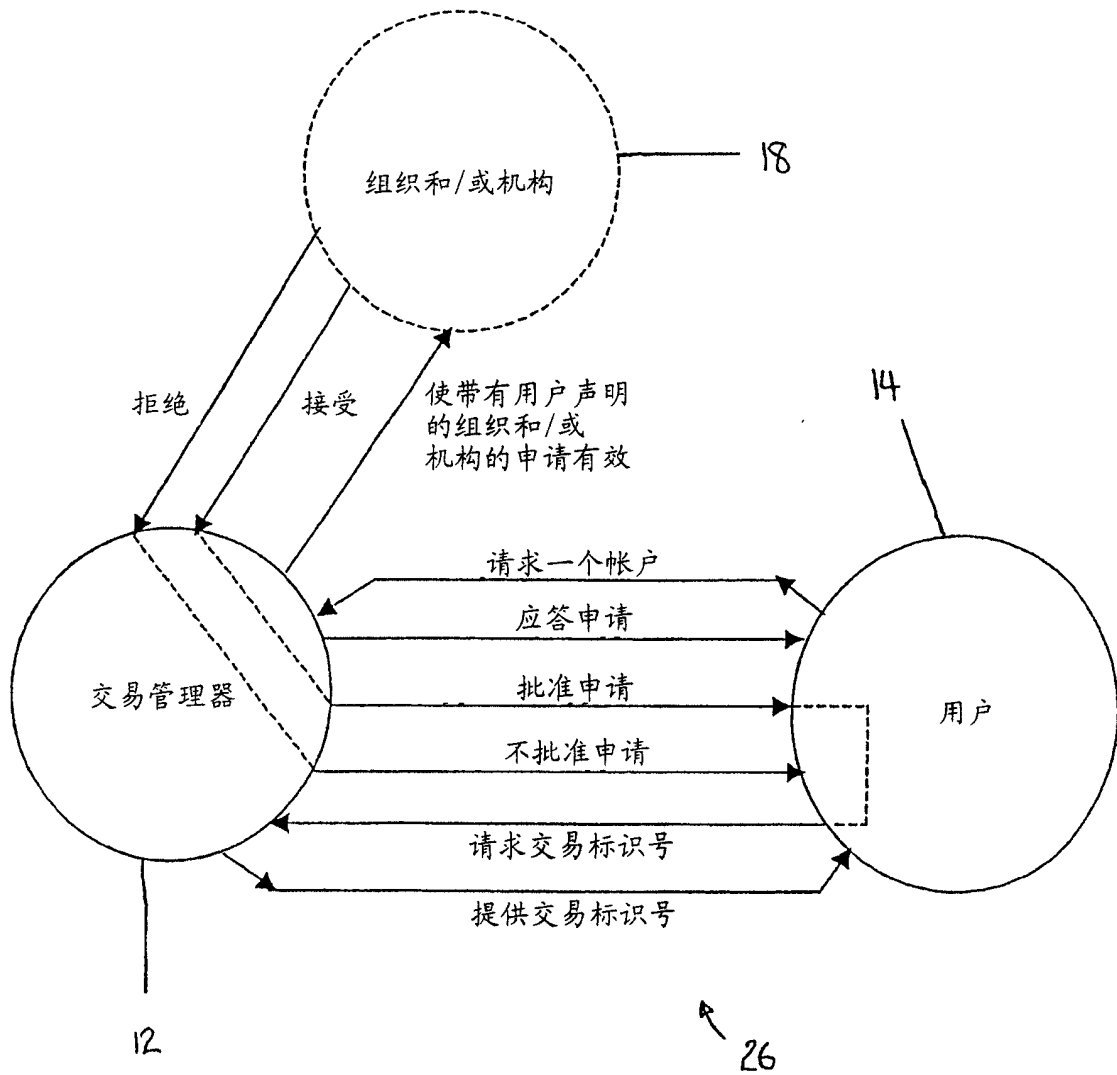 组织和/或机构
18
拒绝
接受
使带有用户声明
的组织和/或
机构的申请有效
14
请求一个帐户
应答申请
批准申请
交易管理器
用户
不批准申请
请求交易标识号
提供交易标识号
12
26